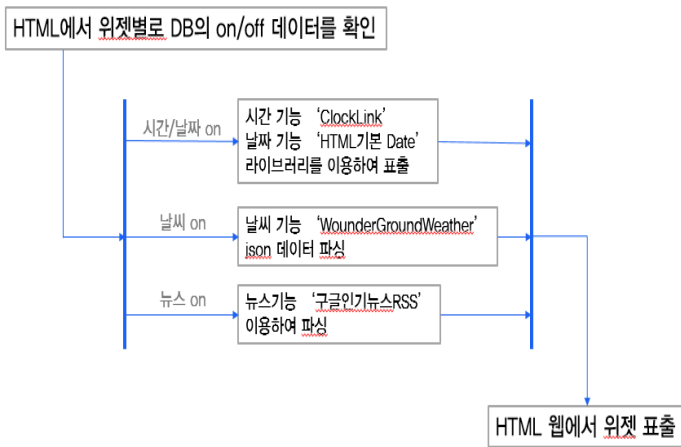 HTML에서 위젯별로 DB의 on/off 데이터를 확인
시간/날짜 on
시간 기능 ‘ClockLink’
날짜 기능 ‘HTML기본 Date’
라이브러리를 이용하여 표출
날씨 on
날씨 기능 ‘WounderGroundWeather’
json 데이터 파싱
뉴스 on
뉴스기능 ‘구글인기뉴스RSS’
이용하여 파싱
HTML 웹에서 위젯 표출